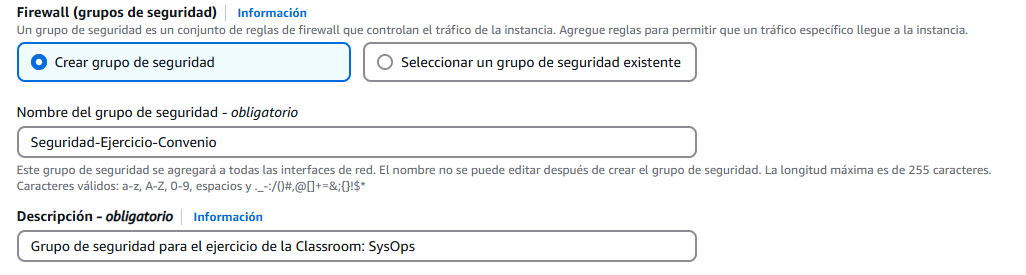 Firewall (grupos de seguridad) Información
Un grupo de seguridad es un conjunto de reglas de firewall que controlan el tráfico de la instancia. Agregue reglas para permitir que un tráfico específico llegue a la instancia.
Crear grupo de seguridad Seleccionar un grupo de seguridad existente
Nombre del grupo de seguridad - obligatorio
Seguridad-Ejercicio-Convenio
Este grupo de seguridad se agregará a todas las interfaces de red. El nombre no se puede editar después de crear el grupo de seguridad. La longitud máxima es de 255 caracteres.
Caracteres válidos: a-z, A-Z, 0-9, espacios y ._-:/()#,@[]+=&;{}!$*
Descripción - obligatorio Información
Grupo de seguridad para el ejercicio de la Classroom: SysOps